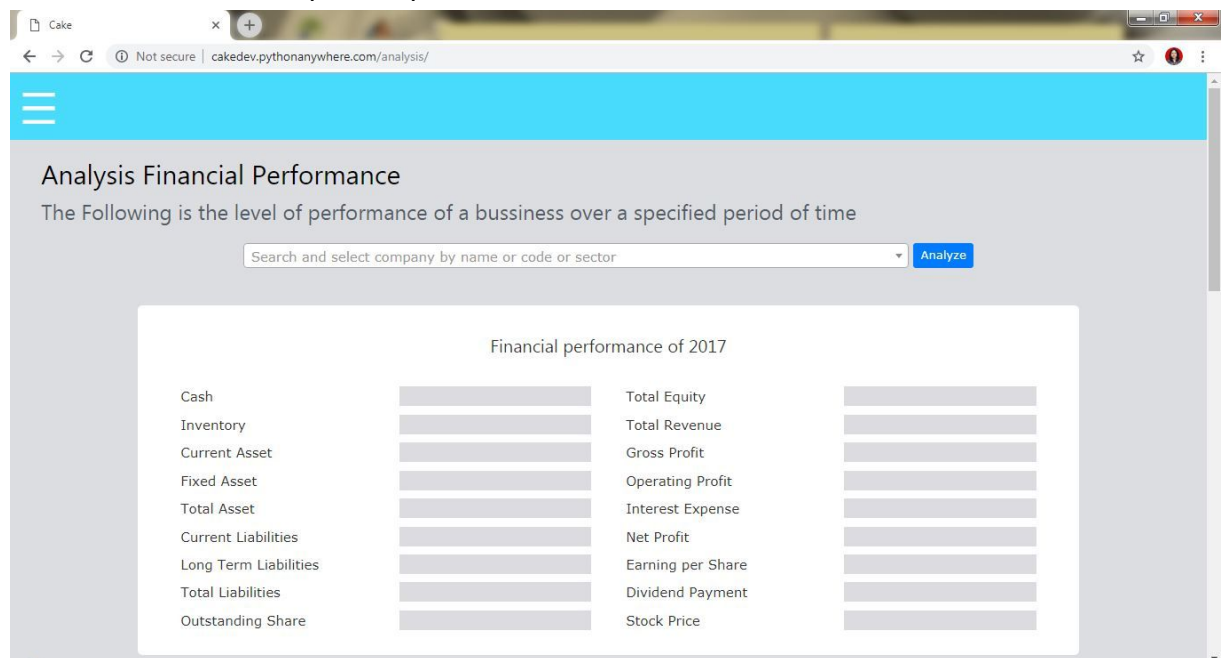 Cake
Not secure | cakedev.pythonanywhere.com/analysis/
Analysis Financial Performance
The Following is the level of performance of a bussiness over a specified period of time
Search and select company by name or code or sector
Analyze
Financial performance of 2017
Cash Total Equity
Inventory Total Revenue
Current Asset Gross Profit
Fixed Asset Operating Profit
Total Asset Interest Expense
Current Liabilities Net Profit
Long Term Liabilities Earning per Share
Total Liabilities Dividend Payment
Outstanding Share Stock Price